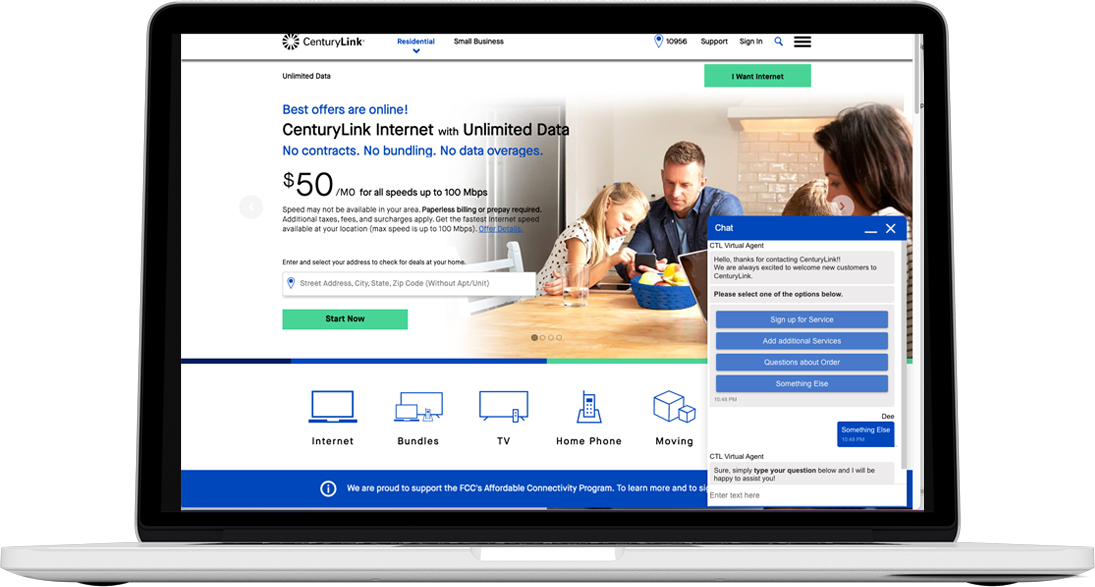 CenturyLink
Residential
Small Business
10956
Support
Sign In
Unlimited Data
I Want Internet
Best offers are online!
CenturyLink Internet with Unlimited Data
No contracts. No bundling. No data overages.
$50 /MO for all speeds up to 100 Mbps
Speed may not be available in your area. Paperless billing or prepay required.
Additional taxes, fees, and surcharges apply. Get the fastest internet speed
available at your location (max speed is up to 100 Mbps). Offer Details.
Enter and select your address to check for deals at your home.
Street Address, City, State, Zip Code (Without Apt/Unit)
Start Now
Internet
Bundles
TV
Home Phone
Moving
We are proud to support the FCC's Affordable Connectivity Program. To learn more and to
Chat
CTL Virtual Agent
Hello, thanks for contacting CenturyLink!!
We are always excited to welcome new customers to
CenturyLink.
Please select one of the options below.
Sign up for Service
Add additional Services
Questions about Order
Something Else
10:48 PM
Dee
Something Else
10:48 PM
CTL Virtual Agent
Sure, simply type your question below and I will be
happy to assist you!
Enter text here